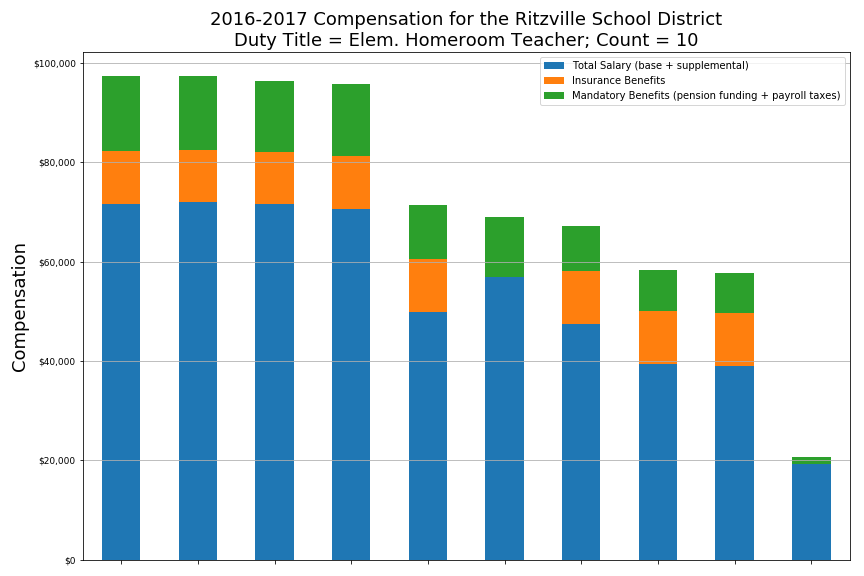 2016-2017 Compensation for the Ritzville School District
Duty Title = Elem. Homeroom Teacher; Count = 10
Total Salary (base + supplemental)
Insurance Benefits
Mandatory Benefits (pension funding + payroll taxes)
Compensation
$100,000
$80,000
$60,000
$40,000
$20,000
$0